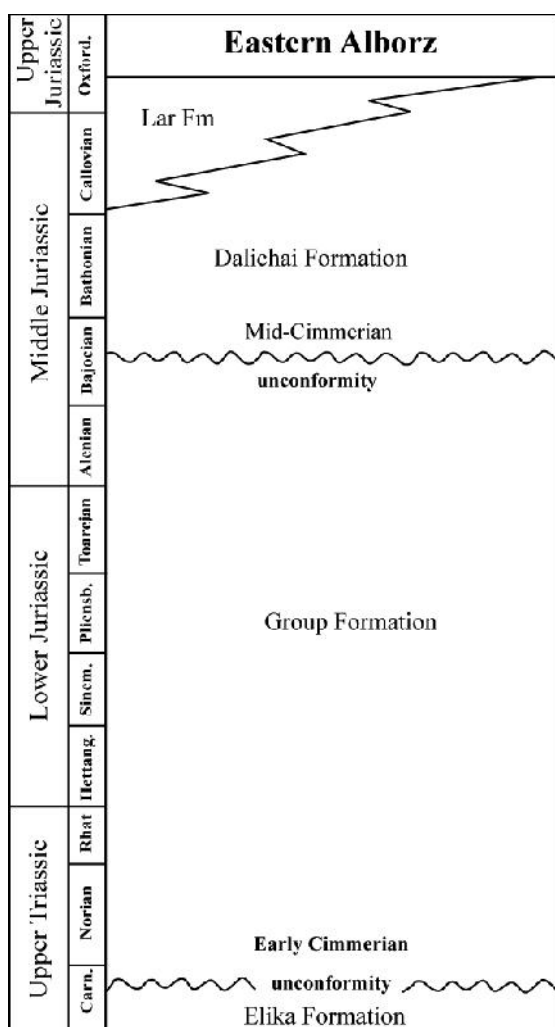 Eastern Alborz
Upper
Juriassic
Oxford.
Lar Fm
Callovian
Middle Juriassic
Bathonian
Dalichai Formation
Mid-Cimmerian
Bajocian
unconformity
Alenian
Toarejan
Lower Juriassic
Pliensb.
Group Formation
Sinem.
Hettang.
Rhat
Upper Triassic
Norian
Early Cimmerian
Carn.
unconformity
Elika Formation